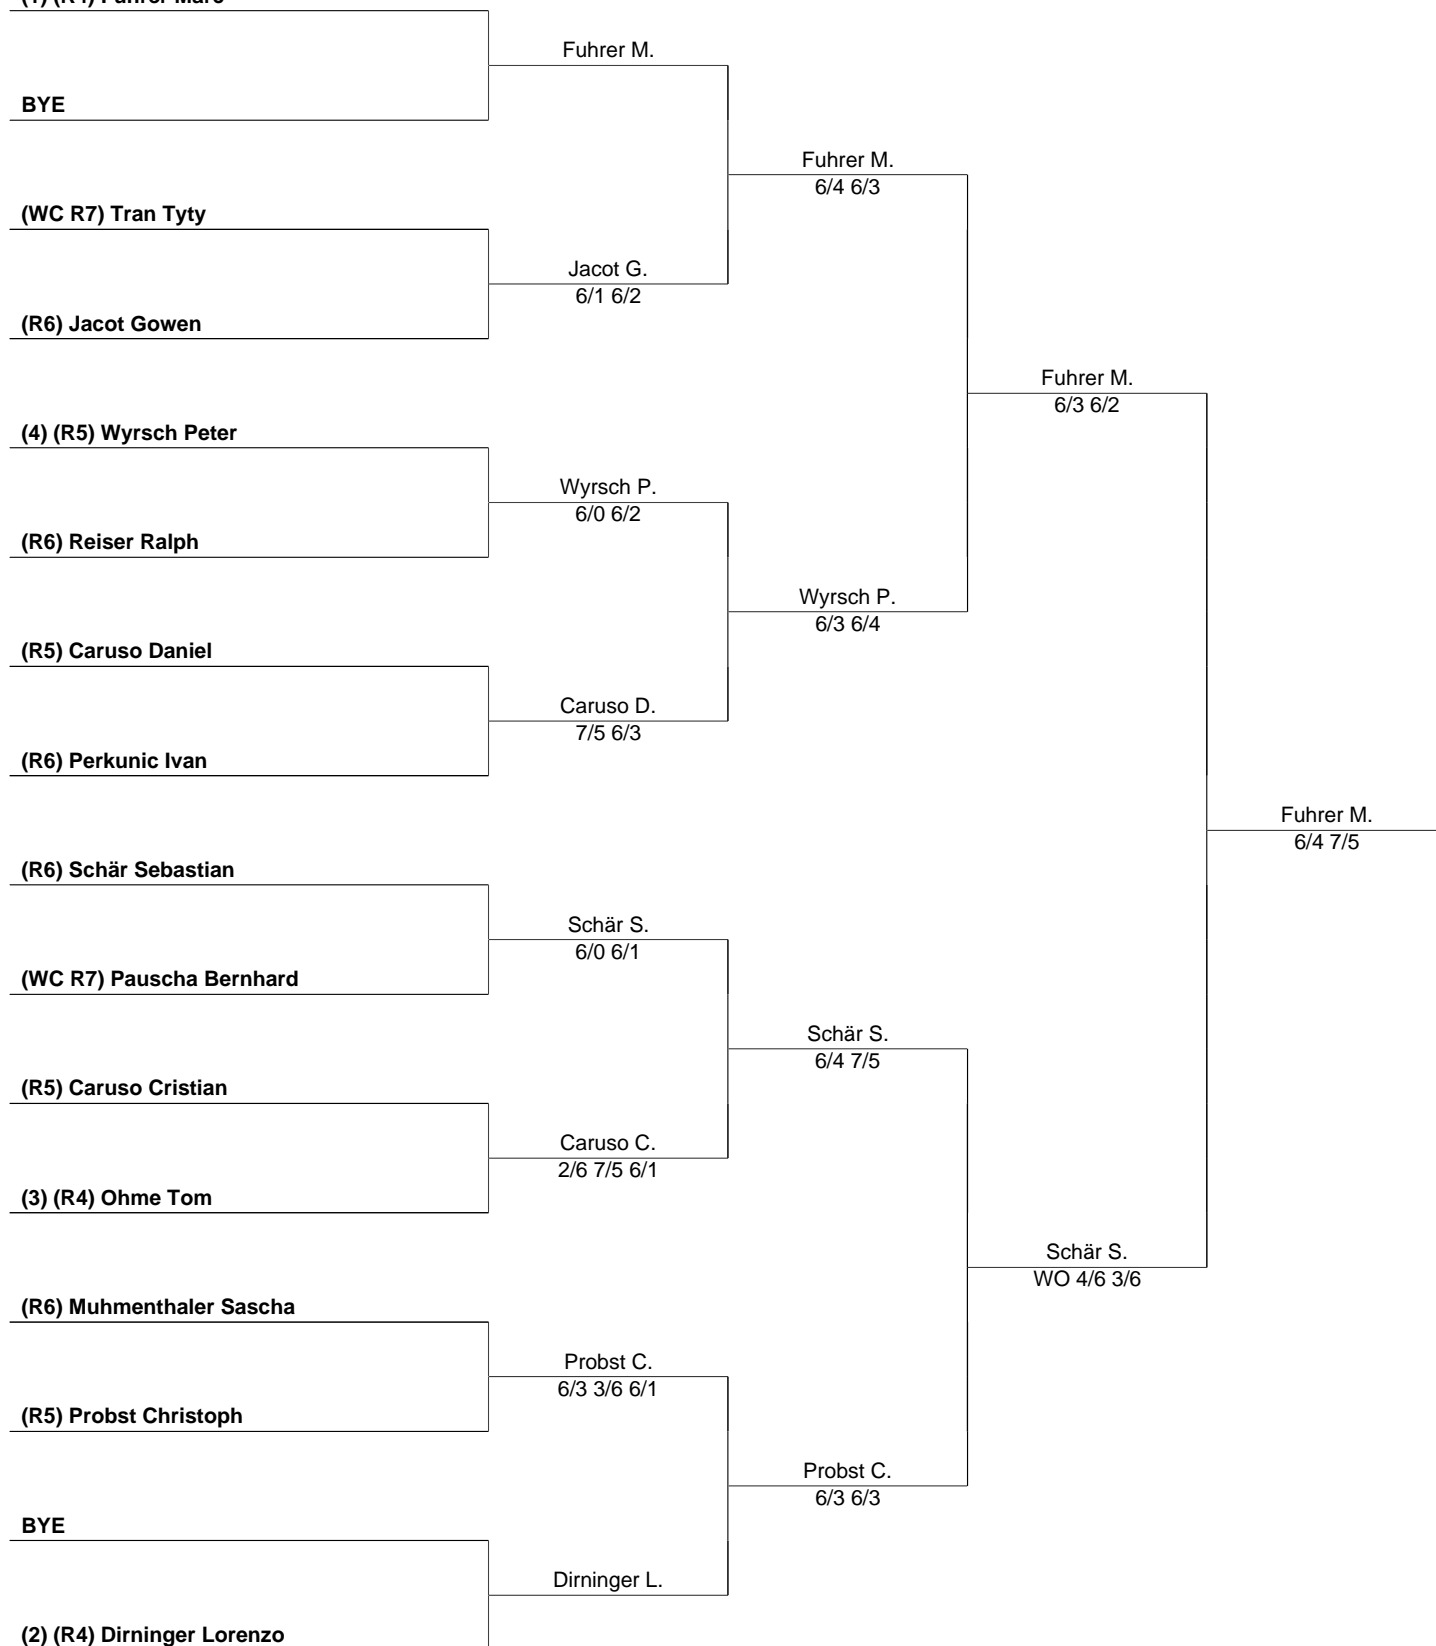 (1) (R4) Fuhrer Marc
Fuhrer M.
BYE
Fuhrer M.
6/4 6/3
(WC R7) Tran Tyty
Jacot G.
6/1 6/2
(R6) Jacot Gowen
Fuhrer M.
6/3 6/2
(4) (R5) Wyrsch Peter
Wyrsch P.
6/0 6/2
(R6) Reiser Ralph
Wyrsch P.
6/3 6/4
(R5) Caruso Daniel
Caruso D.
7/5 6/3
(R6) Perkunic Ivan
Fuhrer M.
6/4 7/5
(R6) Schär Sebastian
Schär S.
6/0 6/1
(WC R7) Pauscha Bernhard
Schär S.
6/4 7/5
(R5) Caruso Cristian
Caruso C.
2/6 7/5 6/1
(3) (R4) Ohme Tom
Schär S.
WO 4/6 3/6
(R6) Muhmenthaler Sascha
Probst C.
6/3 3/6 6/1
(R5) Probst Christoph
Probst C.
6/3 6/3
BYE
Dirninger L.
(2) (R4) Dirninger Lorenzo